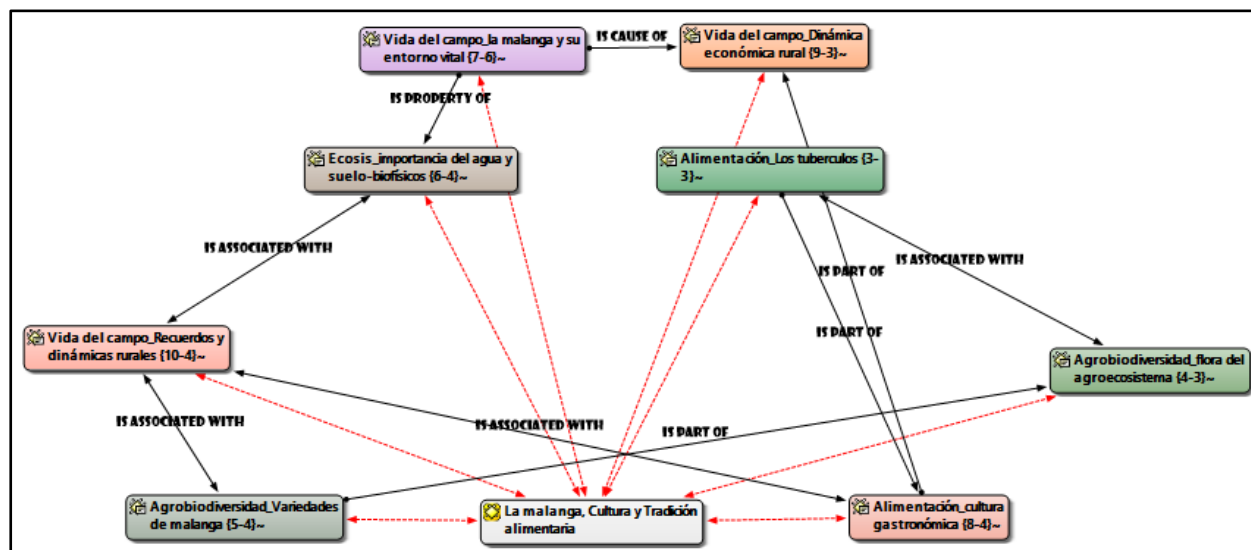 Vida del campo_la malanga y su
entorno vital {7-6}~
IS CAUSE OF
Vida del campo_Dinámica
económica rural {9-3}~
IS PROPERTY OF
Ecosis_importancia del agua y
suelo-biofísicos {6-4}~
Alimentación_Los tuberculos {3-
3}~
IS ASSOCIATED WITH
IS PART OF
IS ASSOCIATED WITH
IS PART OF
Vida del campo_Recuerdos y
dinámicas rurales {10-4}~
Agrobiodiversidad_flora del
agroecosistema {4-3}~
IS ASSOCIATED WITH
IS ASSOCIATED WITH
IS PART OF
Agrobiodiversidad_Variedades
de malanga {5-4}~
La malanga, Cultura y Tradición
alimentaria
Alimentación_cultura
gastronómica {8-4}~